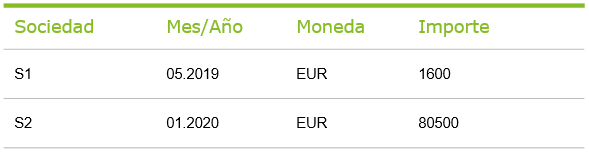 Sociedad Mes/Año Moneda Importe
S1 05.2019 EUR 1600
S2 01.2020 EUR 80500